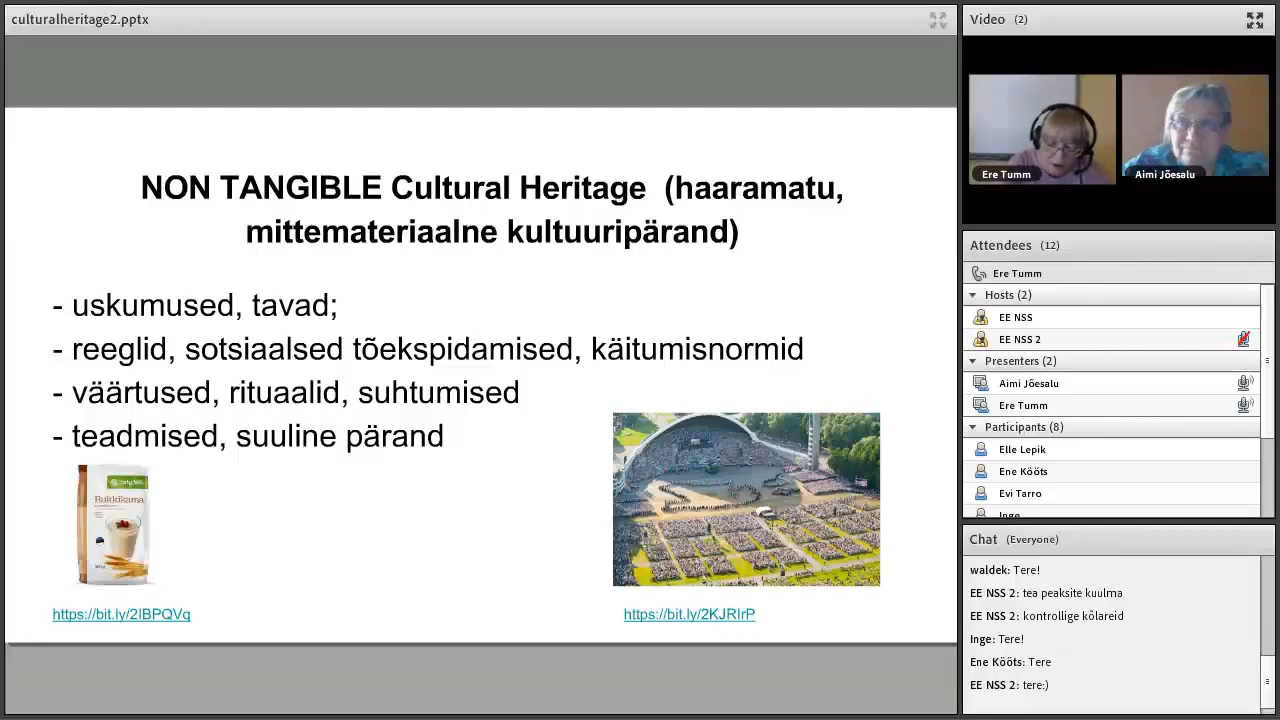 culturalheritage2.pptx
NON TANGIBLE Cultural Heritage (haaramatu,
mittemateriaalne kultuuripärand)
- uskumused, tavad;
- reeglid, sotsiaalsed tõekspidamised, käitumisnormid
- väärtused, rituaalid, suhtumised
- teadmised, suuline pärand
Rukkikama
https://bit.ly/2IBPQVq
https://bit.ly/2KJRIrP
Video (2)
Ere Tumm
Aimi Jõesalu
Attendees (12)
Ere Tumm
Hosts (2)
EE NSS
EE NSS 2
Presenters (2)
Aimi Jõesalu
Ere Tumm
Participants (8)
Elle Lepik
Ene Kööts
Evi Tarro
Inge
Chat (Everyone)
waldek: Tere!
EE NSS 2: tea peaksite kuulma
EE NSS 2: kontrollige kõlareid
Inge: Tere!
Ene Kööts: Tere
EE NSS 2: tere:)